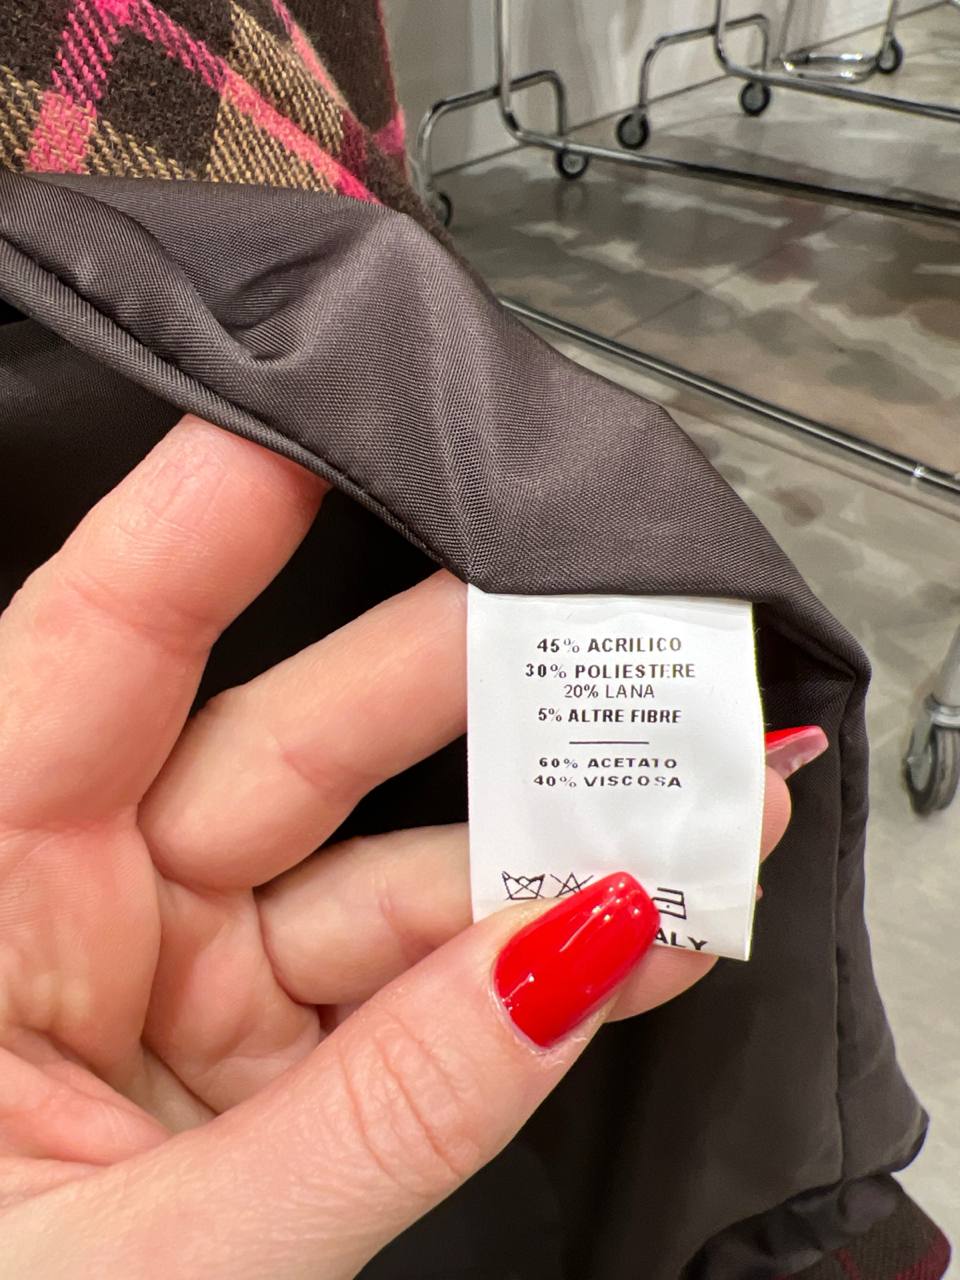 45% ACRILICO
30% POLIESTERE
20% LANA
5% ALTRE FIBRE
60% ACETATO
40% VISCOSA